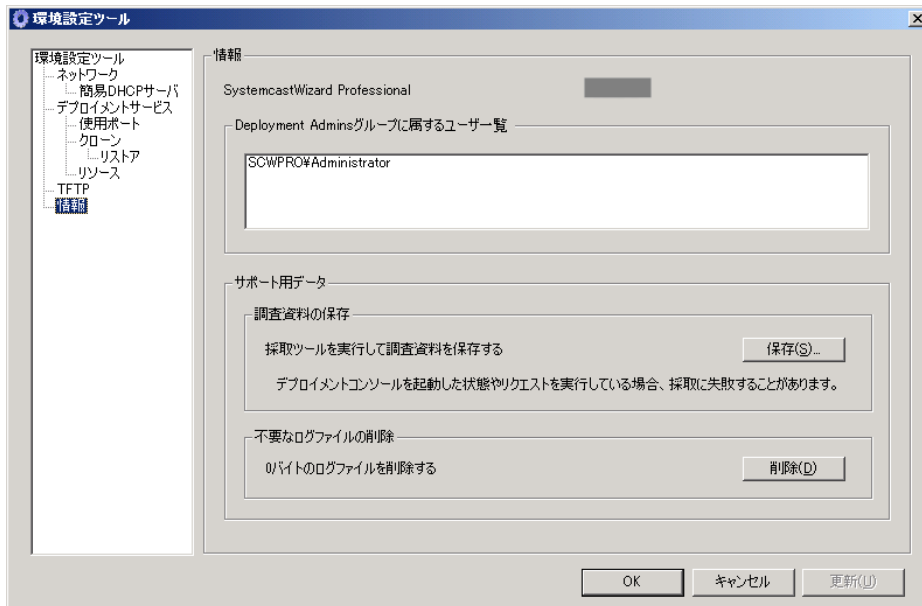 環境設定ツール
環境設定ツール
ネットワーク
簡易DHCPサーバ
デプロイメントサービス
使用ポート
クローン
リストア
リソース
TFTP
情報
情報
SystemcastWizard Professional
Deployment Adminsグループに属するユーザ一覧
SCWPRO¥Administrator
サポート用データ
調査資料の保存
採取ツールを実行して調査資料を保存する
保存(S)...
デプロイメントコンソールを起動した状態やリクエストを実行している場合、採取に失敗することがあります。
不要なログファイルの削除
0バイトのログファイルを削除する
削除(D)
OK
キャンセル
更新(U)